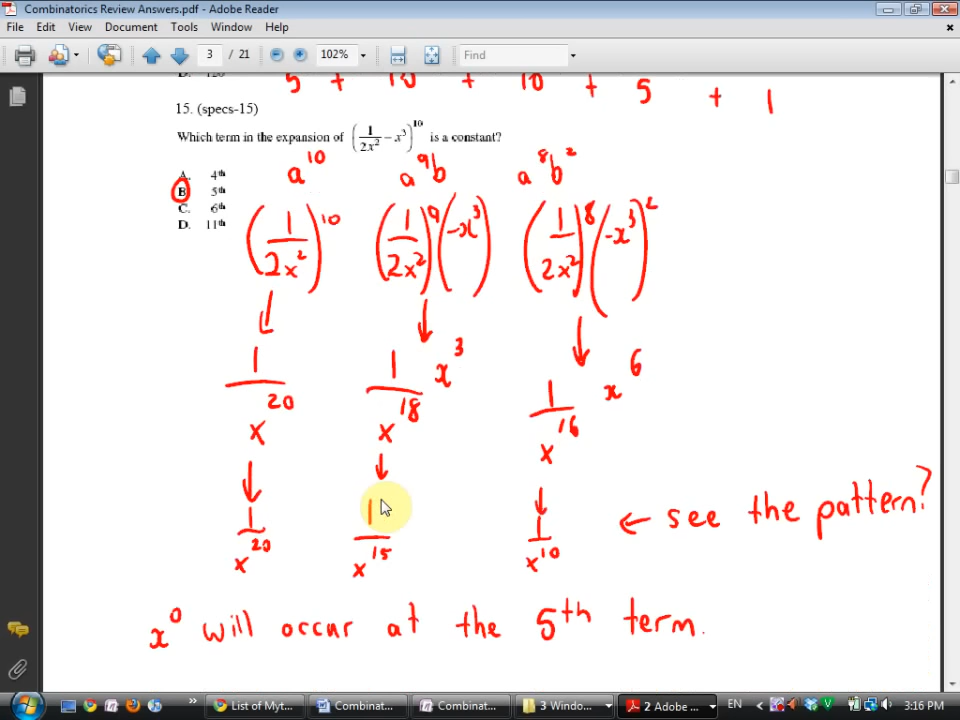 Combinatorics Review Answers.pdf - Adobe Reader
File Edit View Document Tools Window Help
3 / 21 102% Find
D. 120
5 + 10 + 10 + 5 + 1
15. (specs-15)
Which term in the expansion of (1/2x² − x³)¹⁰ is a constant?
A. 4th
B. 5th
C. 6th
D. 11th
a¹⁰ a⁹b a⁸b²
(1/2x²)¹⁰ (1/2x²)⁹(-x³) (1/2x²)⁸(-x³)²
1/x²⁰ 1/x¹⁸ x³ 1/x¹⁶ x⁶
1/x²⁰ 1/x¹⁵ 1/x¹⁰ ← see the pattern?
x⁰ will occur at the 5th term.
List of Myt... Combinat... Combinat... 3 Windo... 2 Adobe ... EN 3:16 PM